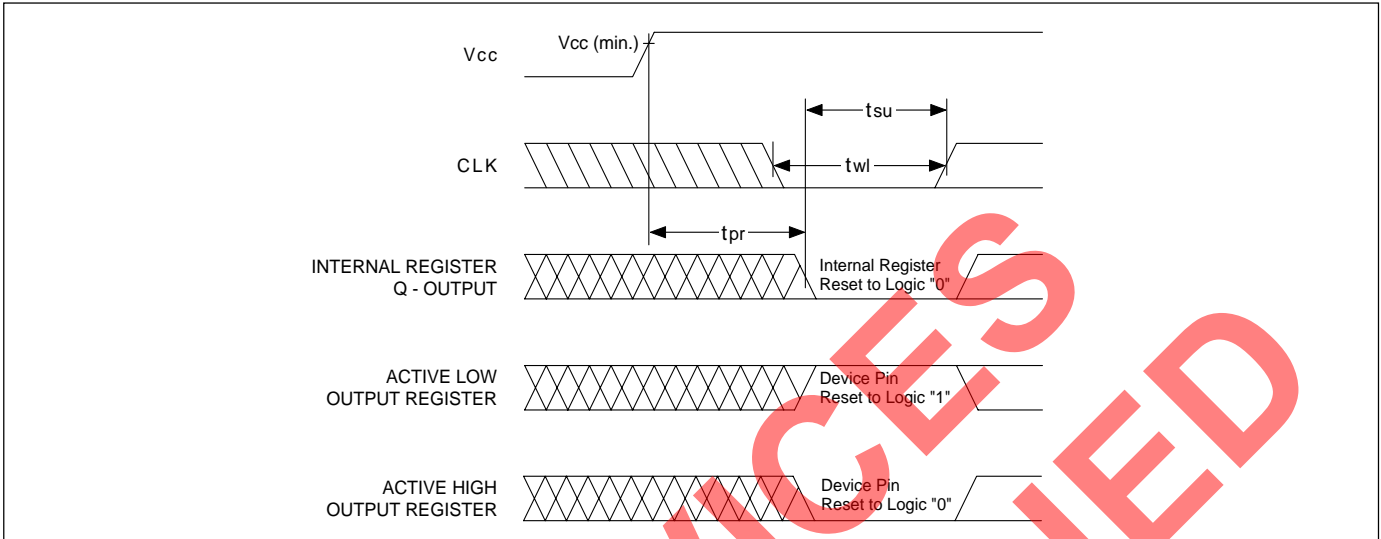 Vcc
Vcc (min.)
tsu
CLK
twl
tpr
INTERNAL REGISTER
Q - OUTPUT
Internal Register
Reset to Logic "0"
ACTIVE LOW
OUTPUT REGISTER
Device Pin
Reset to Logic "1"
ACTIVE HIGH
OUTPUT REGISTER
Device Pin
Reset to Logic "0"